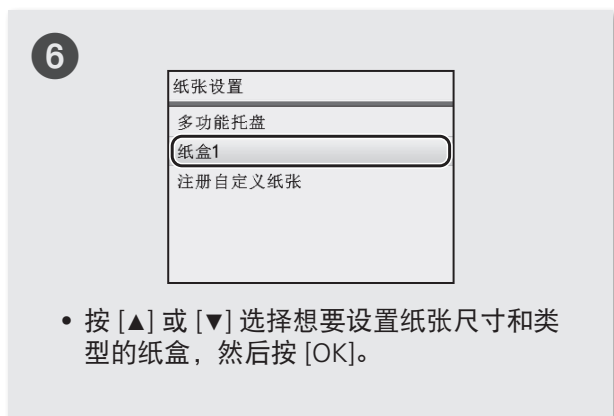 6
纸张设置
多功能托盘
纸盒1
注册自定义纸张
• 按 [▲] 或 [▼] 选择想要设置纸张尺寸和类
型的纸盒，然后按 [OK]。